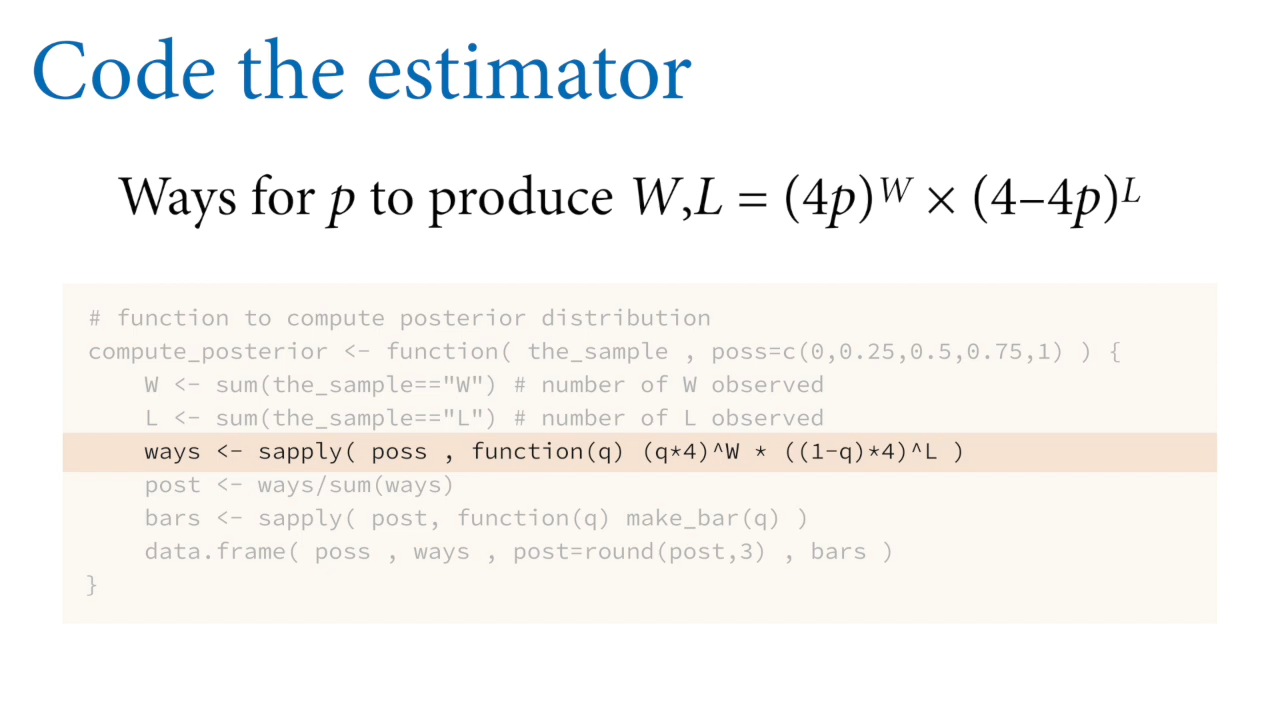 Code the estimator
Ways for p to produce W,L = (4p)^W × (4–4p)^L
# function to compute posterior distribution
compute_posterior <- function( the_sample , poss=c(0,0.25,0.5,0.75,1) ) {
    W <- sum(the_sample=="W") # number of W observed
    L <- sum(the_sample=="L") # number of L observed
    ways <- sapply( poss , function(q) (q*4)^W * ((1-q)*4)^L )
    post <- ways/sum(ways)
    bars <- sapply( post, function(q) make_bar(q) )
    data.frame( poss , ways , post=round(post,3) , bars )
}